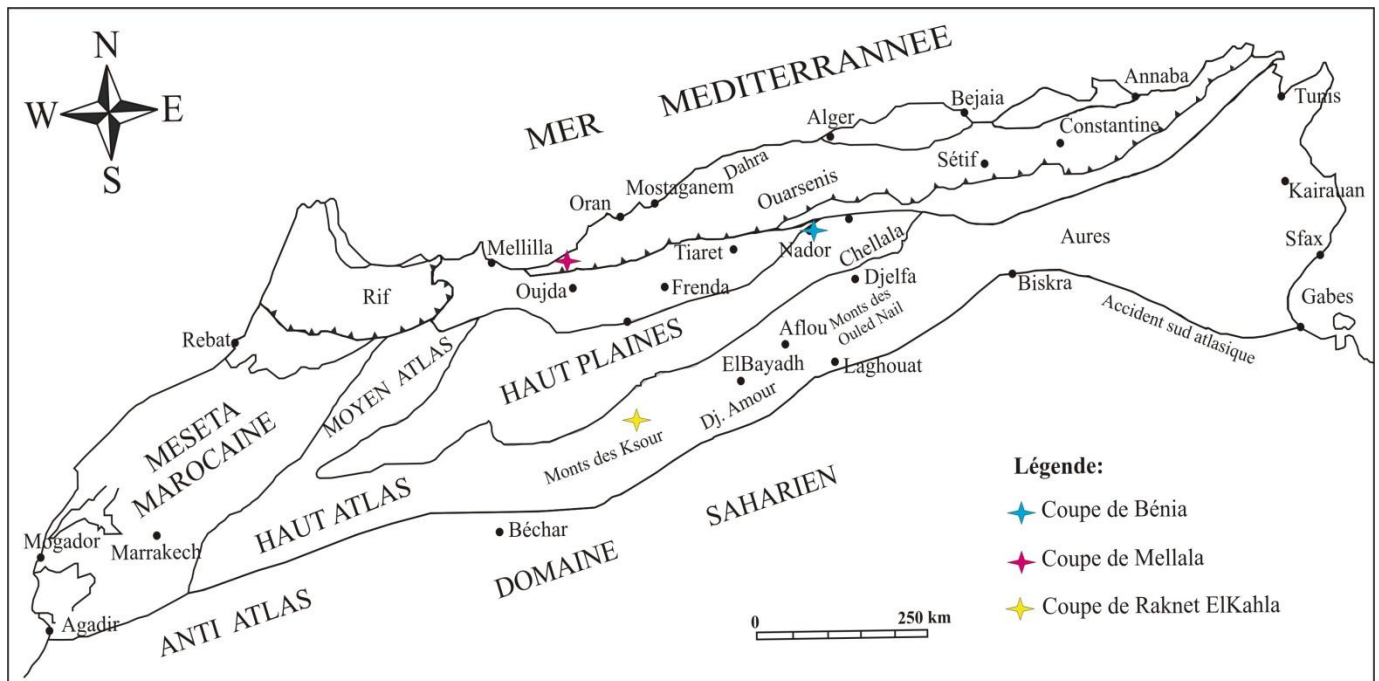 N
W
E
S
MER MEDITERRANNEE
Annaba
Bejaia
Tunis
Alger
Constantine
Dahra
Sétif
Mostaganem
Kairauan
Oran
Ouarsenis
Mellilla
Tiaret
Nador
Chellala
Aures
Sfax
Rif
Oujda
Frenda
Djelfa
Biskra
Gabes
Rebat
Aflou
Monts des
Ouled Nail
Accident sud atlasique
HAUT PLAINES
ElBayadh
Laghouat
MOYEN ATLAS
Dj. Amour
MESETA
MAROCAINE
Monts des Ksour
Légende:
HAUT ATLAS
SAHARIEN
Coupe de Bénia
Béchar
Mogador
Marrakech
DOMAINE
Coupe de Mellala
Coupe de Raknet ElKahla
ANTI ATLAS
Agadir
0
250 km